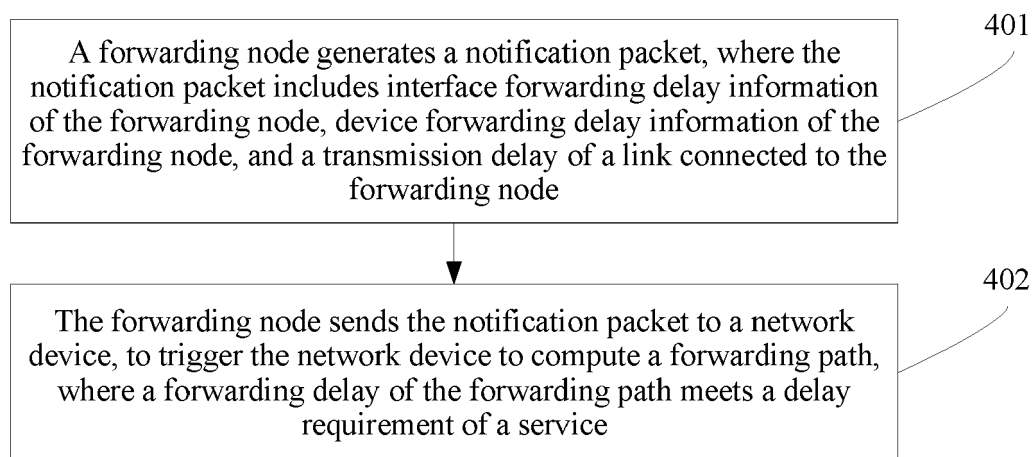 401
A forwarding node generates a notification packet, where the
notification packet includes interface forwarding delay information
of the forwarding node, device forwarding delay information of the
forwarding node, and a transmission delay of a link connected to the
forwarding node
402
The forwarding node sends the notification packet to a network
device, to trigger the network device to compute a forwarding path,
where a forwarding delay of the forwarding path meets a delay
requirement of a service